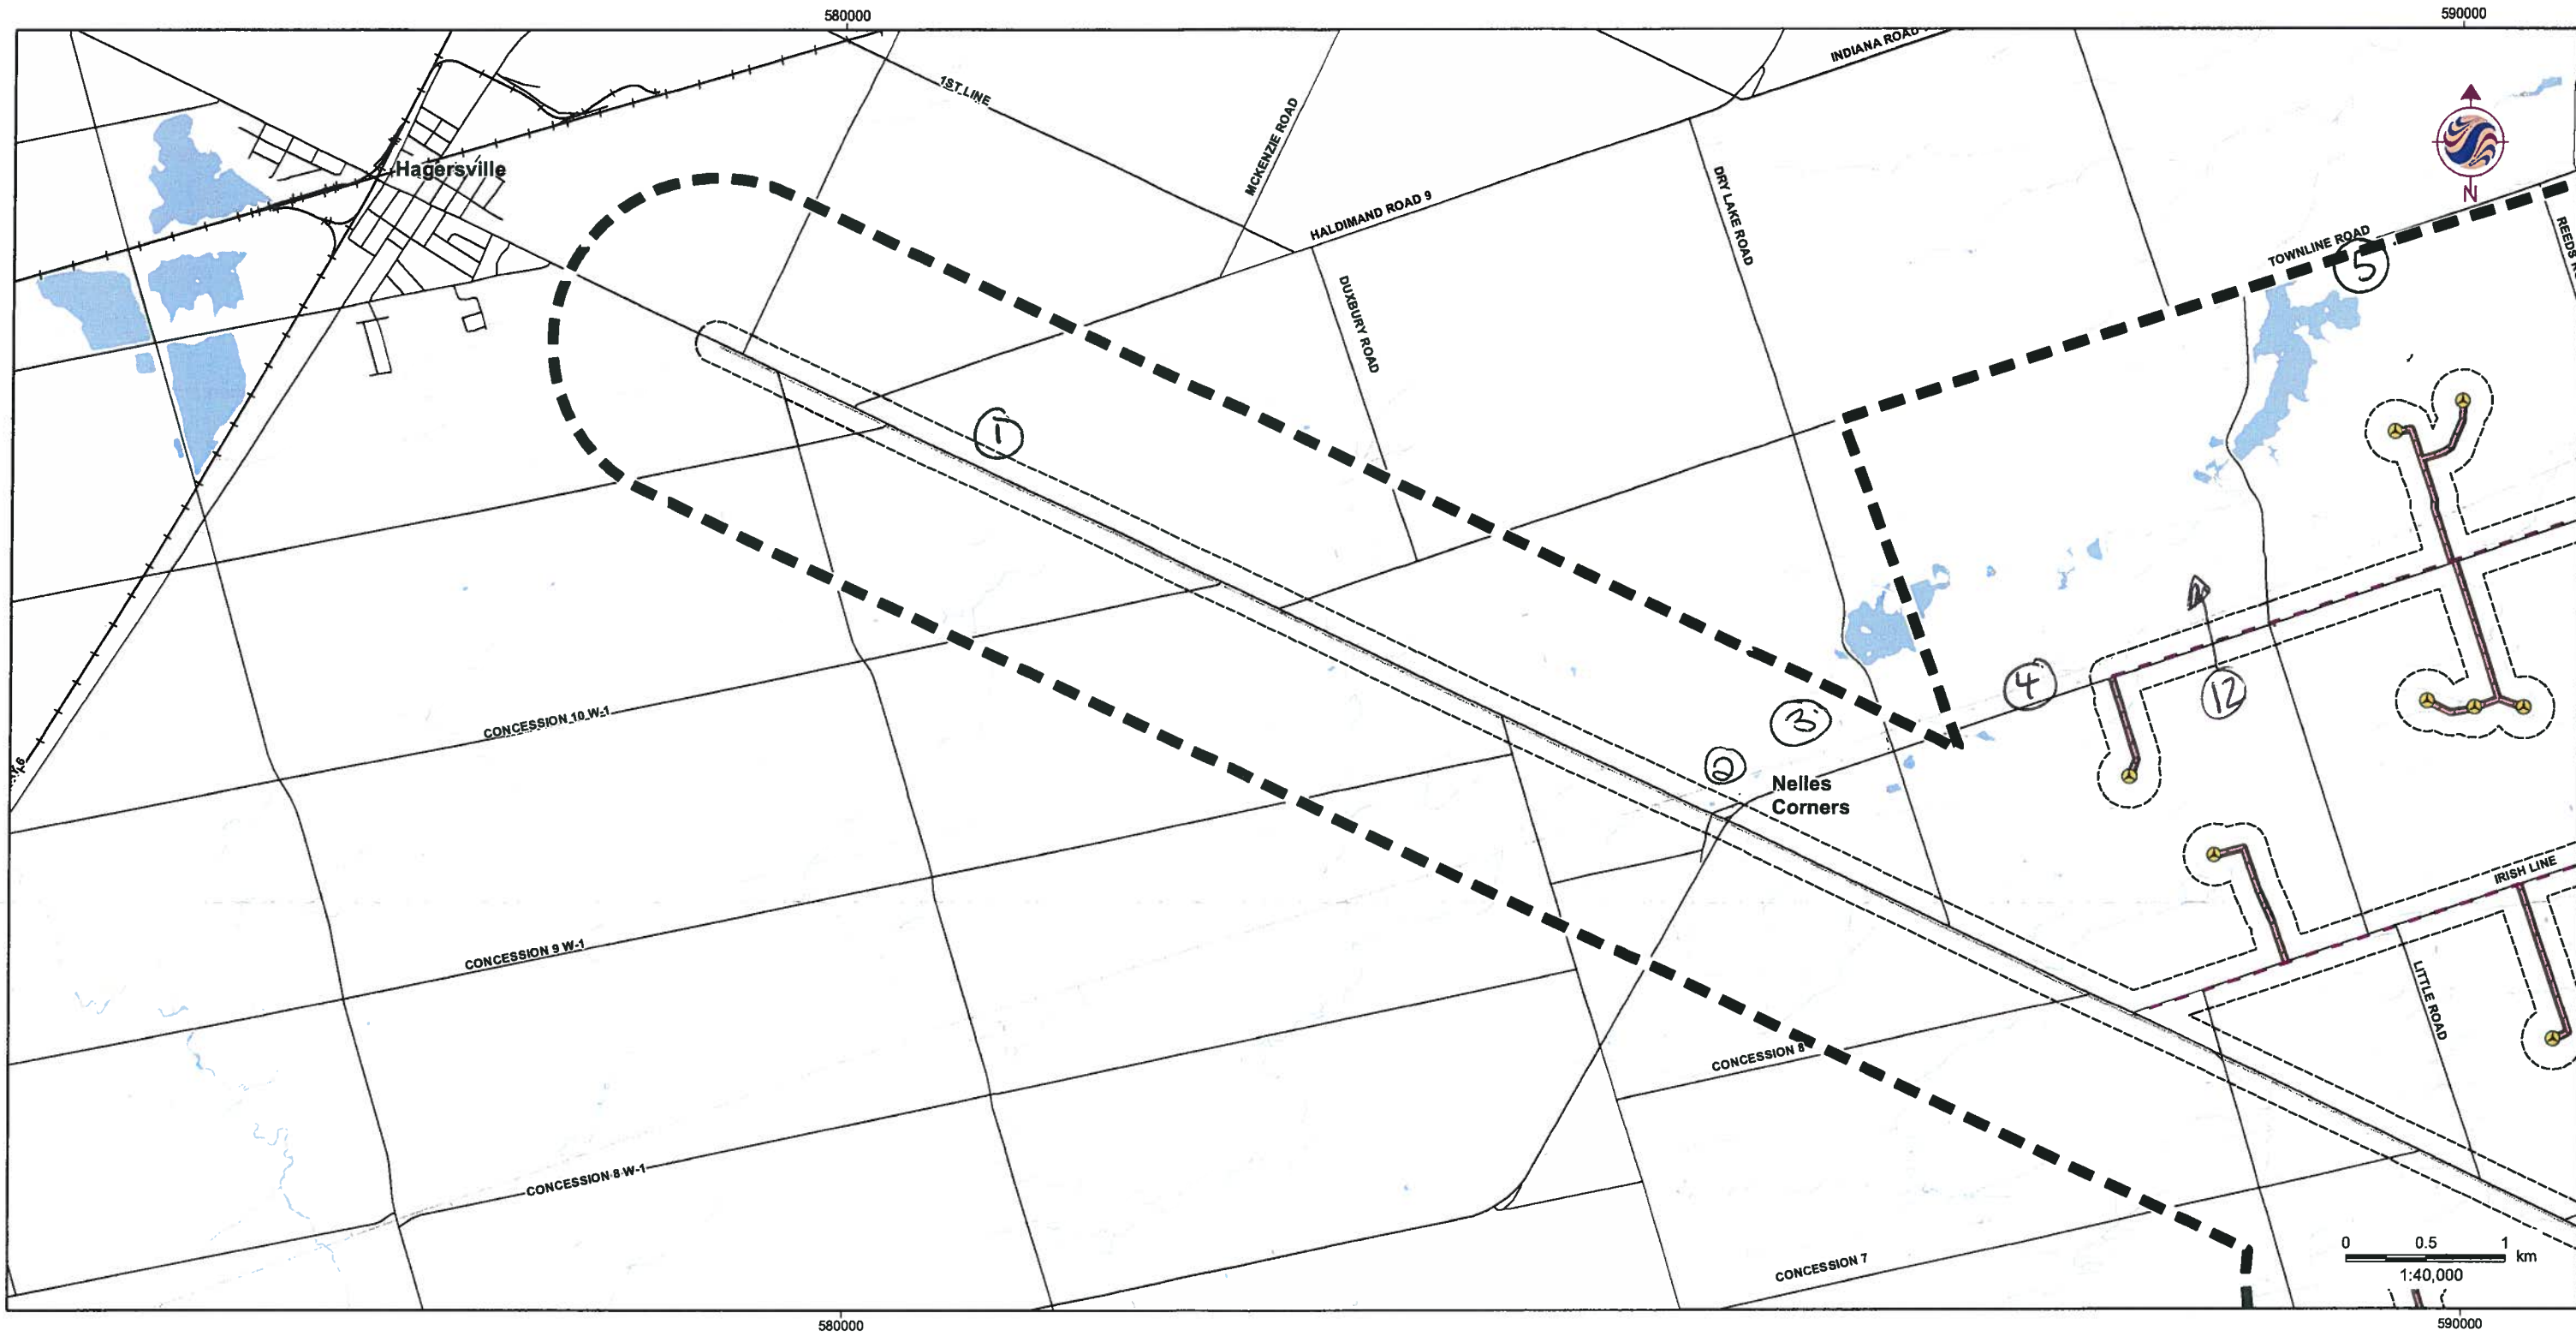 580000
590000
INDIANA ROAD
1ST LINE
MCKENZIE ROAD
Hagersville
HALDIMAND ROAD 9
DRY LAKE ROAD
N
TOWNLINE ROAD
5
REEDS
DUXBURY ROAD
1
4
12
3
2
Nelles
Corners
CONCESSION 10 W-1
IRISH LINE
CONCESSION 9 W-1
LITTLE ROAD
CONCESSION 8
CONCESSION 8 W-1
CONCESSION 7
0 0.5 1
km
1:40,000
580000
590000